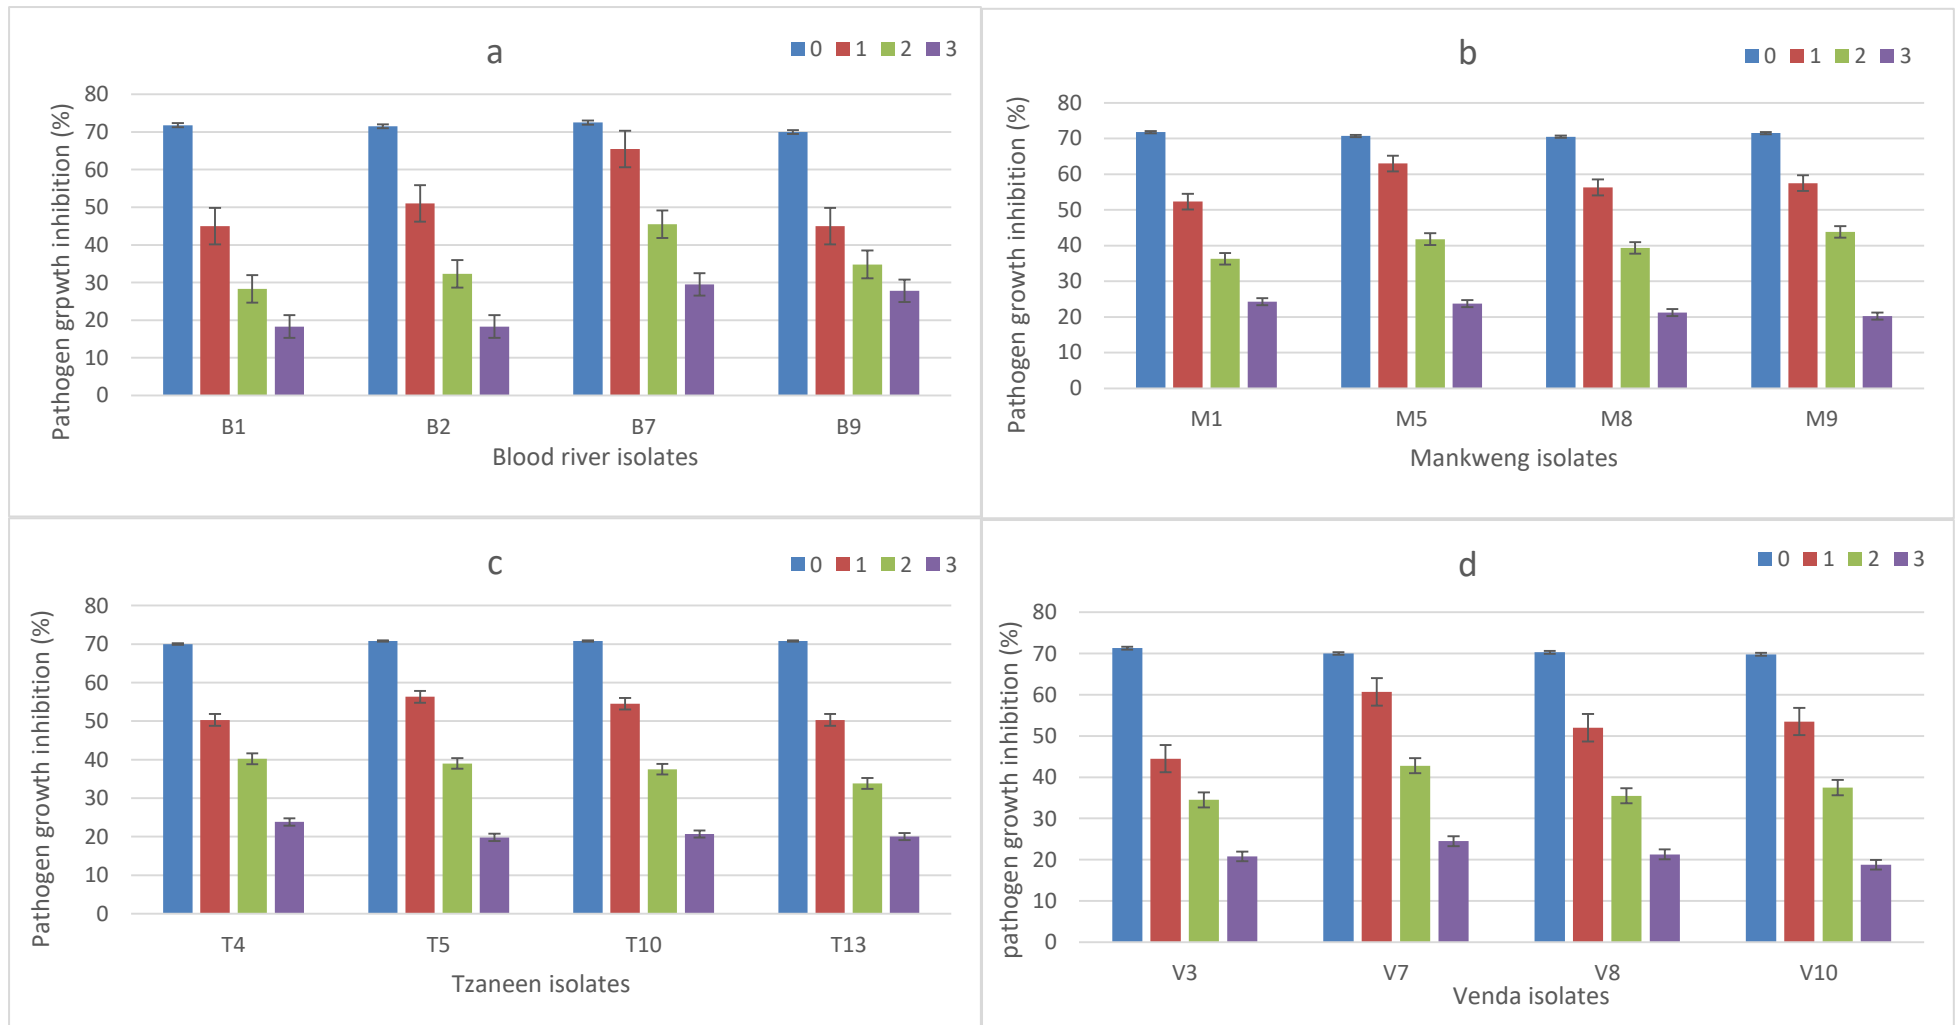 a
0 1 2 3
Pathogen grpwth inhibition (%)
80
70
60
50
40
30
20
10
0
B1 B2 B7 B9
Blood river isolates
b
0 1 2 3
Pathogen growth inhibition (%)
80
70
60
50
40
30
20
10
0
M1 M5 M8 M9
Mankweng isolates
c
0 1 2 3
Pathogen growth inhibition (%)
80
70
60
50
40
30
20
10
0
T4 T5 T10 T13
Tzaneen isolates
d
0 1 2 3
pathogen growth inhibition (%)
80
70
60
50
40
30
20
10
0
V3 V7 V8 V10
Venda isolates